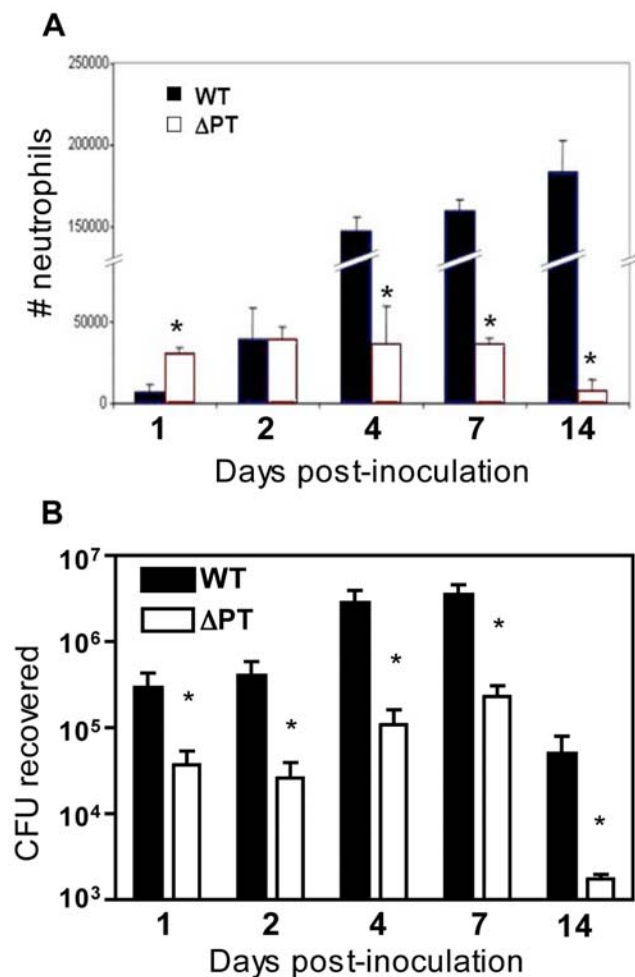 A
250000
WT
ΔPT
200000
# neutrophils
150000
*
*
*
*
50000
0
1 2 4 7 14
Days post-inoculation
B
10⁷
WT
ΔPT
10⁶
*
*
*
*
*
CFU recovered
10⁵
10⁴
10³
1 2 4 7 14
Days post-inoculation